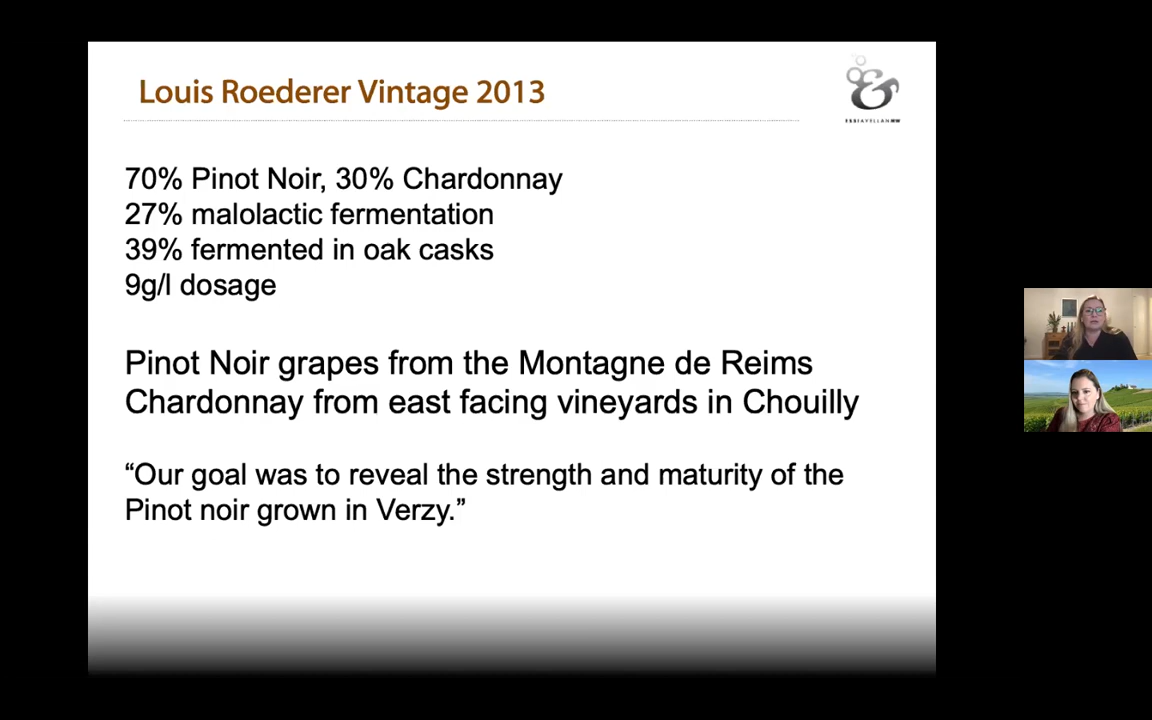 Louis Roederer Vintage 2013
ESSIAVELLANMW
70% Pinot Noir, 30% Chardonnay
27% malolactic fermentation
39% fermented in oak casks
9g/l dosage
Pinot Noir grapes from the Montagne de Reims
Chardonnay from east facing vineyards in Chouilly
“Our goal was to reveal the strength and maturity of the
Pinot noir grown in Verzy.”